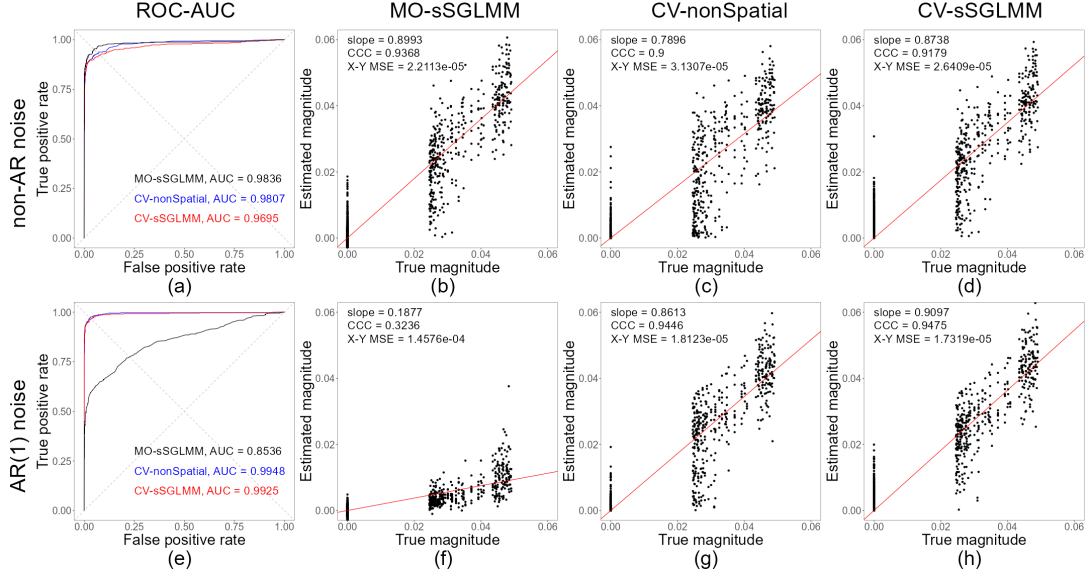 ROC-AUC
MO-sSGLMM
CV-nonSpatial
CV-sSGLMM
non-AR noise
True positive rate
1.00
0.75
0.50
0.25
0.00
MO-sSGLMM, AUC = 0.9836
CV-nonSpatial, AUC = 0.9807
CV-sSGLMM, AUC = 0.9695
0.00 0.25 0.50 0.75 1.00
False positive rate
(a)
Estimated magnitude
0.06
0.04
0.02
0.00
slope = 0.8993
CCC = 0.9368
X-Y MSE = 2.2113e-05
0.00 0.02 0.04 0.06
True magnitude
(b)
Estimated magnitude
0.06
0.04
0.02
0.00
slope = 0.7896
CCC = 0.9
X-Y MSE = 3.1307e-05
0.00 0.02 0.04 0.06
True magnitude
(c)
Estimated magnitude
0.06
0.04
0.02
0.00
slope = 0.8738
CCC = 0.9179
X-Y MSE = 2.6409e-05
0.00 0.02 0.04 0.06
True magnitude
(d)
AR(1) noise
True positive rate
1.00
0.75
0.50
0.25
0.00
MO-sSGLMM, AUC = 0.8536
CV-nonSpatial, AUC = 0.9948
CV-sSGLMM, AUC = 0.9925
0.00 0.25 0.50 0.75 1.00
False positive rate
(e)
Estimated magnitude
0.06
0.04
0.02
0.00
slope = 0.1877
CCC = 0.3236
X-Y MSE = 1.4576e-04
0.00 0.02 0.04 0.06
True magnitude
(f)
Estimated magnitude
0.06
0.04
0.02
0.00
slope = 0.8613
CCC = 0.9446
X-Y MSE = 1.8123e-05
0.00 0.02 0.04 0.06
True magnitude
(g)
Estimated magnitude
0.06
0.04
0.02
0.00
slope = 0.9097
CCC = 0.9475
X-Y MSE = 1.7319e-05
0.00 0.02 0.04 0.06
True magnitude
(h)